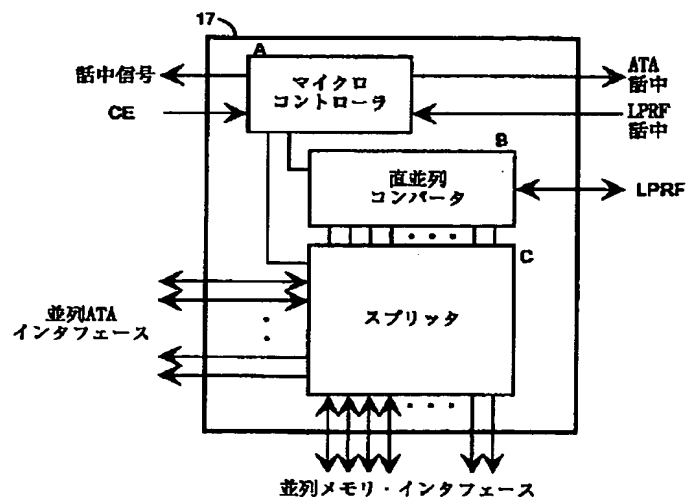 17
A
話中信号
マイクロ
コントローラ
ATA
話中
CE
LPRF
話中
B
直並列
コンバータ
LPRF
C
スプリッタ
並列ATA
インタフェース
並列メモリ・インタフェース